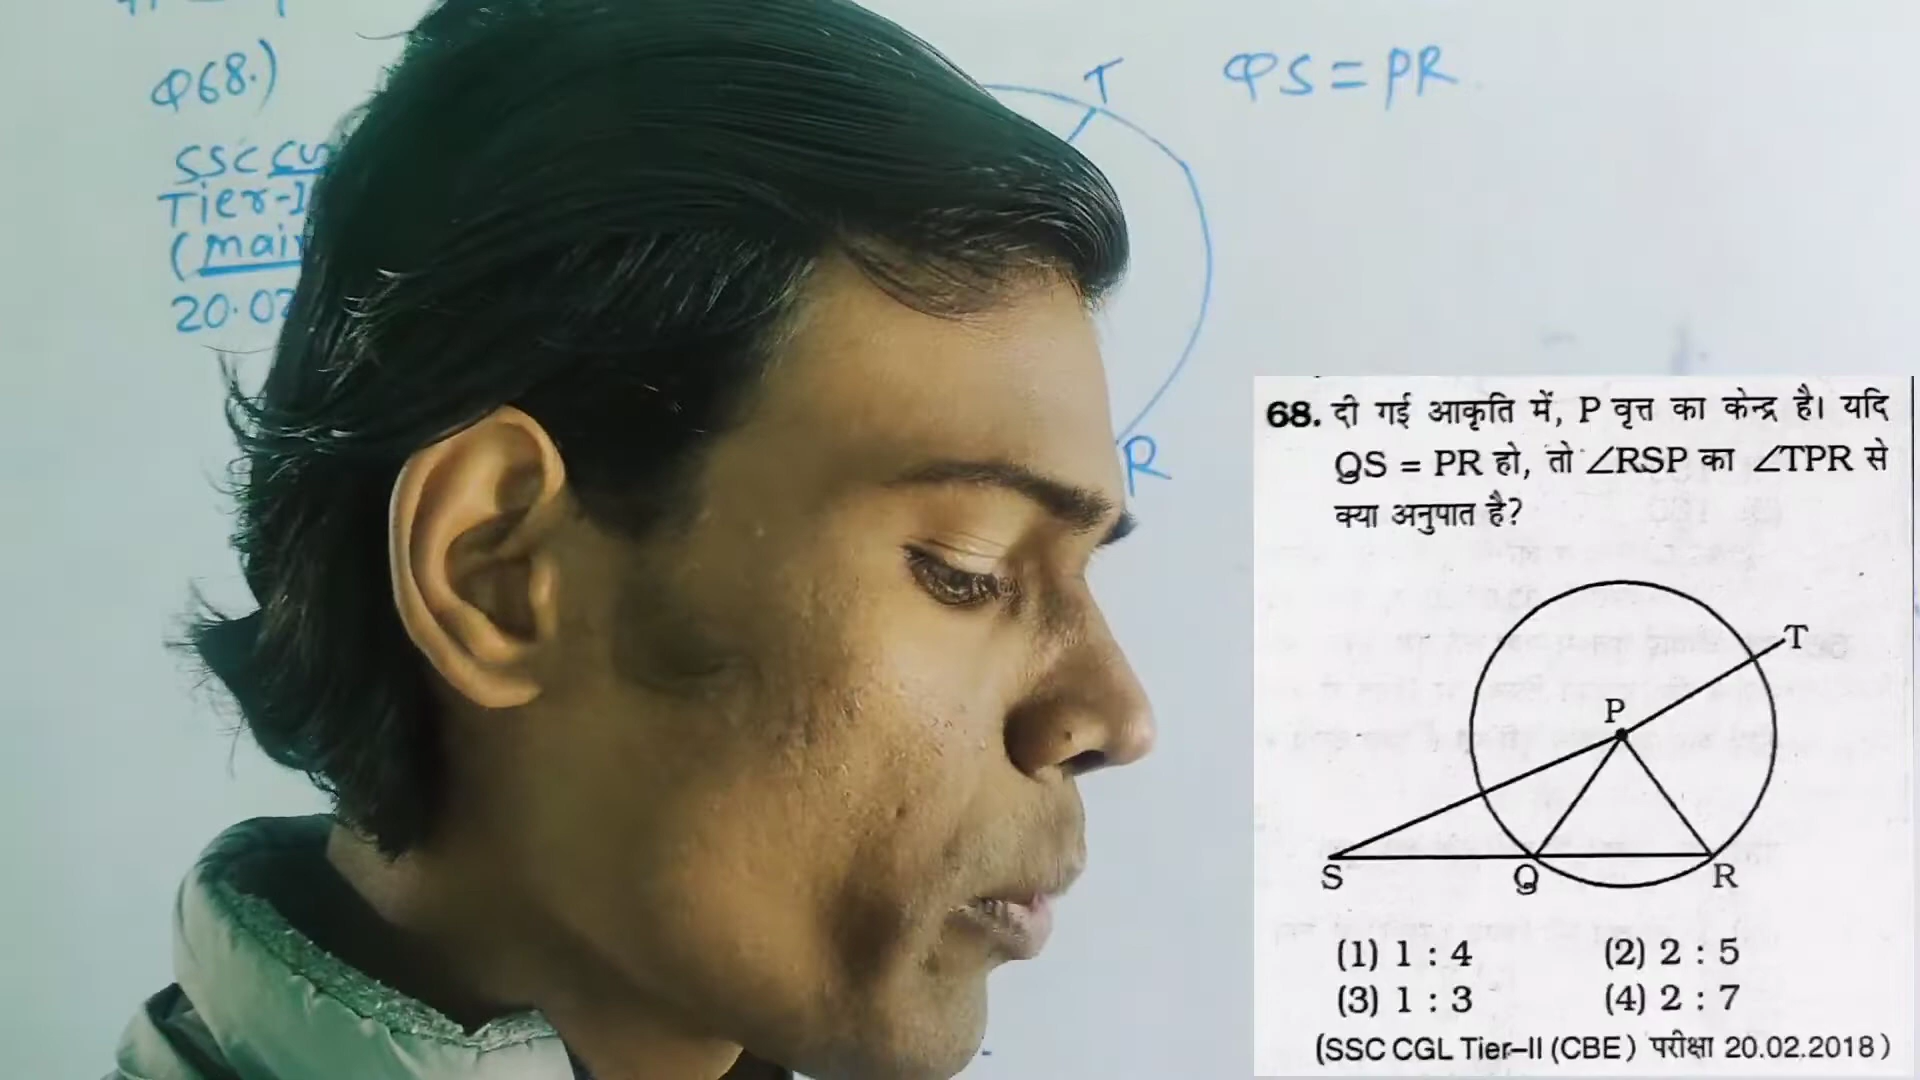 Q68.)
T
QS = PR
SSC
Tier-
(mai
20.02
R
68. दी गई आकृति में, P वृत्त का केन्द्र है। यदि
QS = PR हो, तो ∠RSP का ∠TPR से
क्या अनुपात है?
T
P
S
Q
R
(1) 1 : 4
(2) 2 : 5
(3) 1 : 3
(4) 2 : 7
(SSC CGL Tier–II (CBE) परीक्षा 20.02.2018)